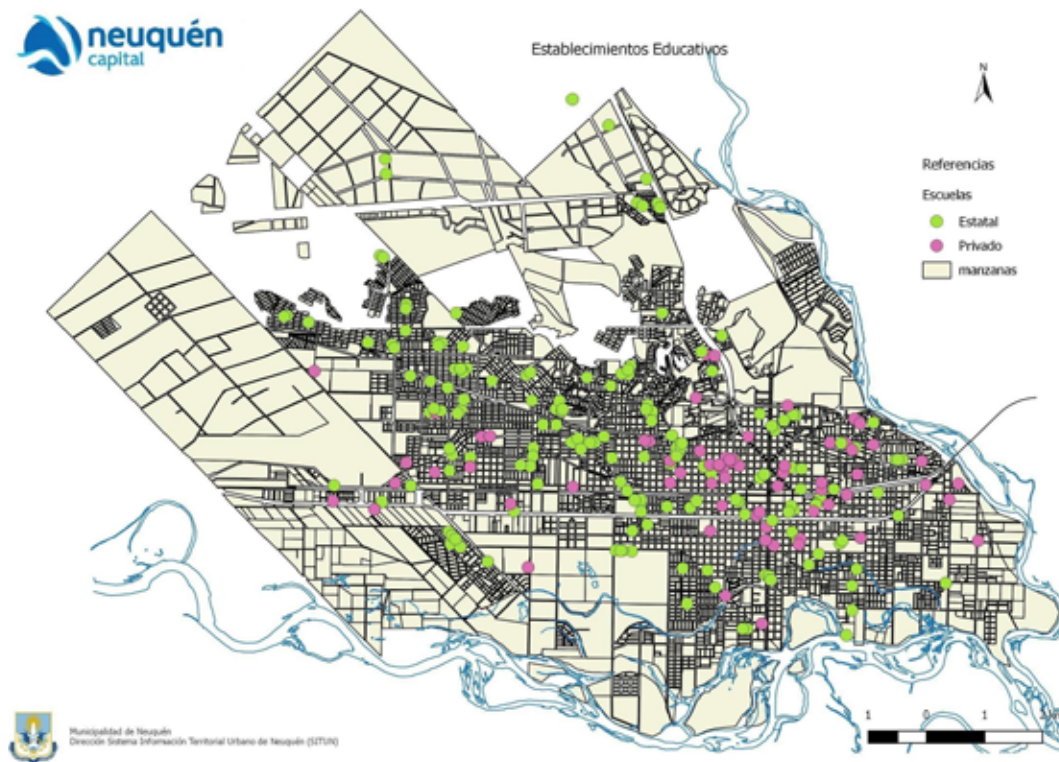 neuquén
capital
Establecimientos Educativos
N
Referencias
Escuelas
Estatal
Privado
manzanas
Municipalidad de Neuquén
Dirección Sistema Información Territorial Urbano de Neuquén (SITUN)
1 0 1